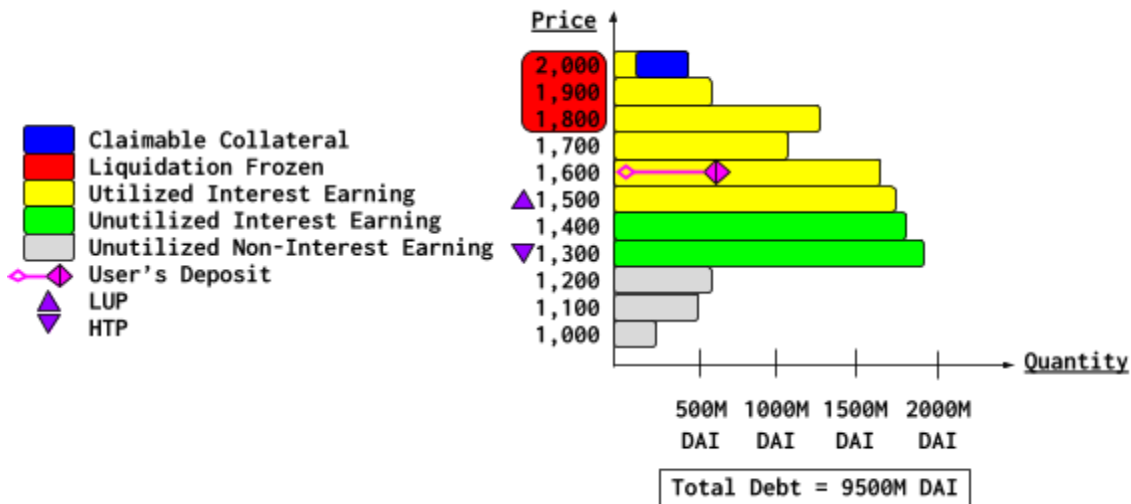 Price
2,000
1,900
1,800
1,700
1,600
1,500
1,400
1,300
1,200
1,100
1,000
Claimable Collateral
Liquidation Frozen
Utilized Interest Earning
Unutilized Interest Earning
Unutilized Non-Interest Earning
User's Deposit
LUP
HTP
Quantity
500M 1000M 1500M 2000M
DAI DAI DAI DAI
Total Debt = 9500M DAI